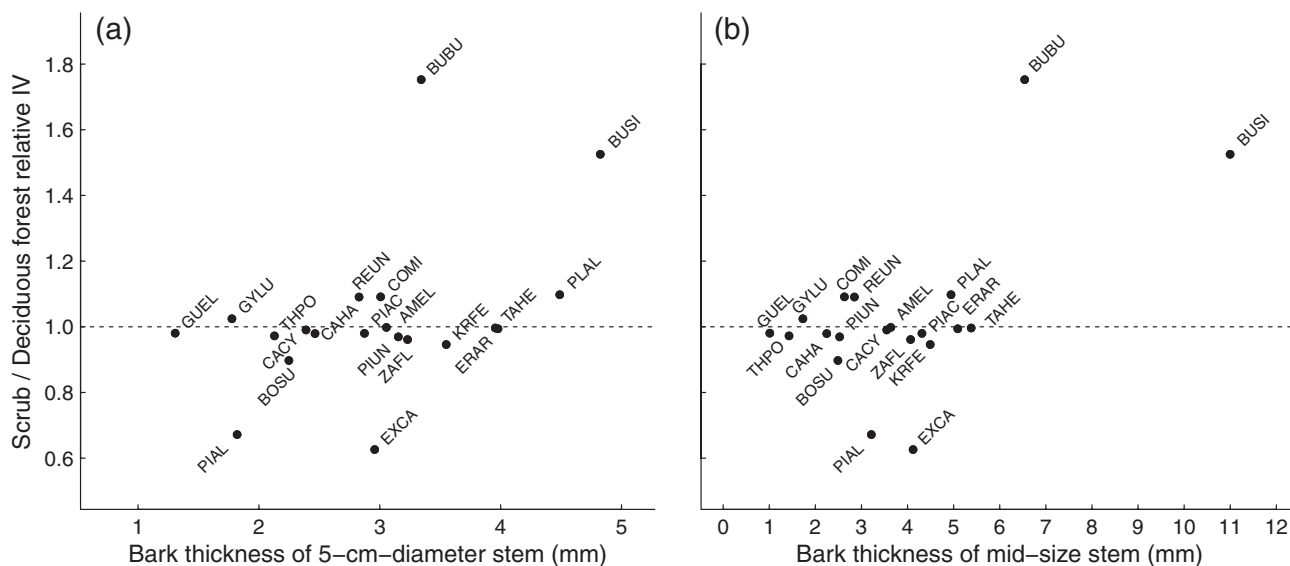 Scrub / Deciduous forest relative IV
(a)
1.8
1.6
1.4
1.2
1.0
0.8
0.6
BUBU
BUSI
PLAL
REUN
COMI
GUEL
GYLU
THPO
CACY
CAHA
PIAC
AMEL
KRFE
TAHE
BOSU
PIUN
ZAFL
ERAR
PIAL
EXCA
1 2 3 4 5
Bark thickness of 5−cm−diameter stem (mm)
(b)
BUBU
BUSI
GUEL
GYLU
COMI
REUN
PIUN
AMEL
PIAC
PLAL
ERAR
TAHE
THPO
CAHA
BOSU
CACY
ZAFL
KRFE
PIAL
EXCA
0 1 2 3 4 5 6 7 8 9 10 11 12
Bark thickness of mid−size stem (mm)